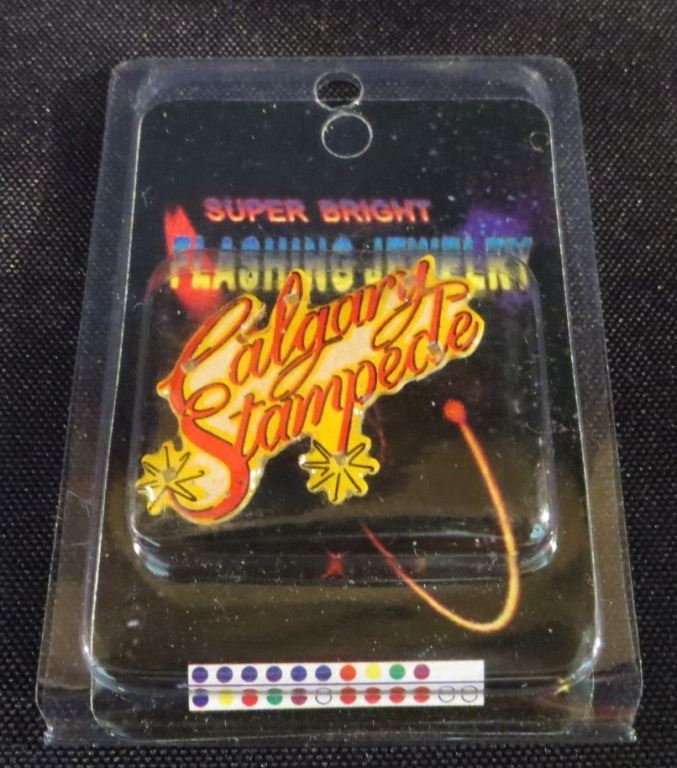 SUPER BRIGHT
FLASHING JEWELRY
Calgary
Stampede